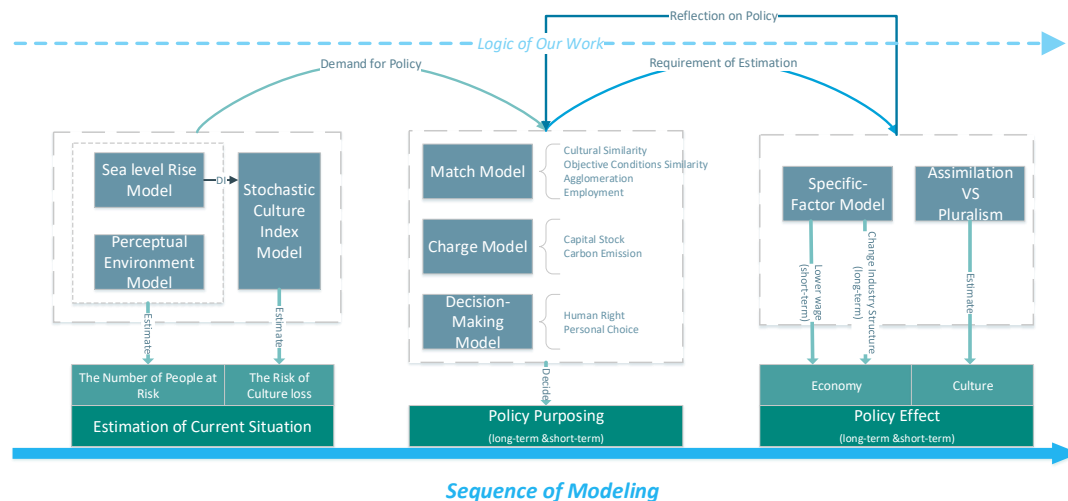 Reflection on Policy
Logic of Our Work
Demand for Policy
Requirement of Estimation
Sea level Rise
Model
DI
Stochastic
Culture
Index
Model
Perceptual
Environment
Model
Estimate
Estimate
The Number of People at
Risk
The Risk of
Culture loss
Estimation of Current Situation
Match Model
Cultural Similarity
Objective Conditions Similarity
Agglomeration
Employment
Charge Model
Capital Stock
Carbon Emission
Decision-
Making
Model
Human Right
Personal Choice
Decide
Policy Purposing
(long-term &short-term)
Specific-
Factor Model
Assimilation
VS
Pluralism
Lower wage
(short-term)
Change Industry Structure
(long-term)
Estimate
Economy
Culture
Policy Effect
(long-term &short-term)
Sequence of Modeling